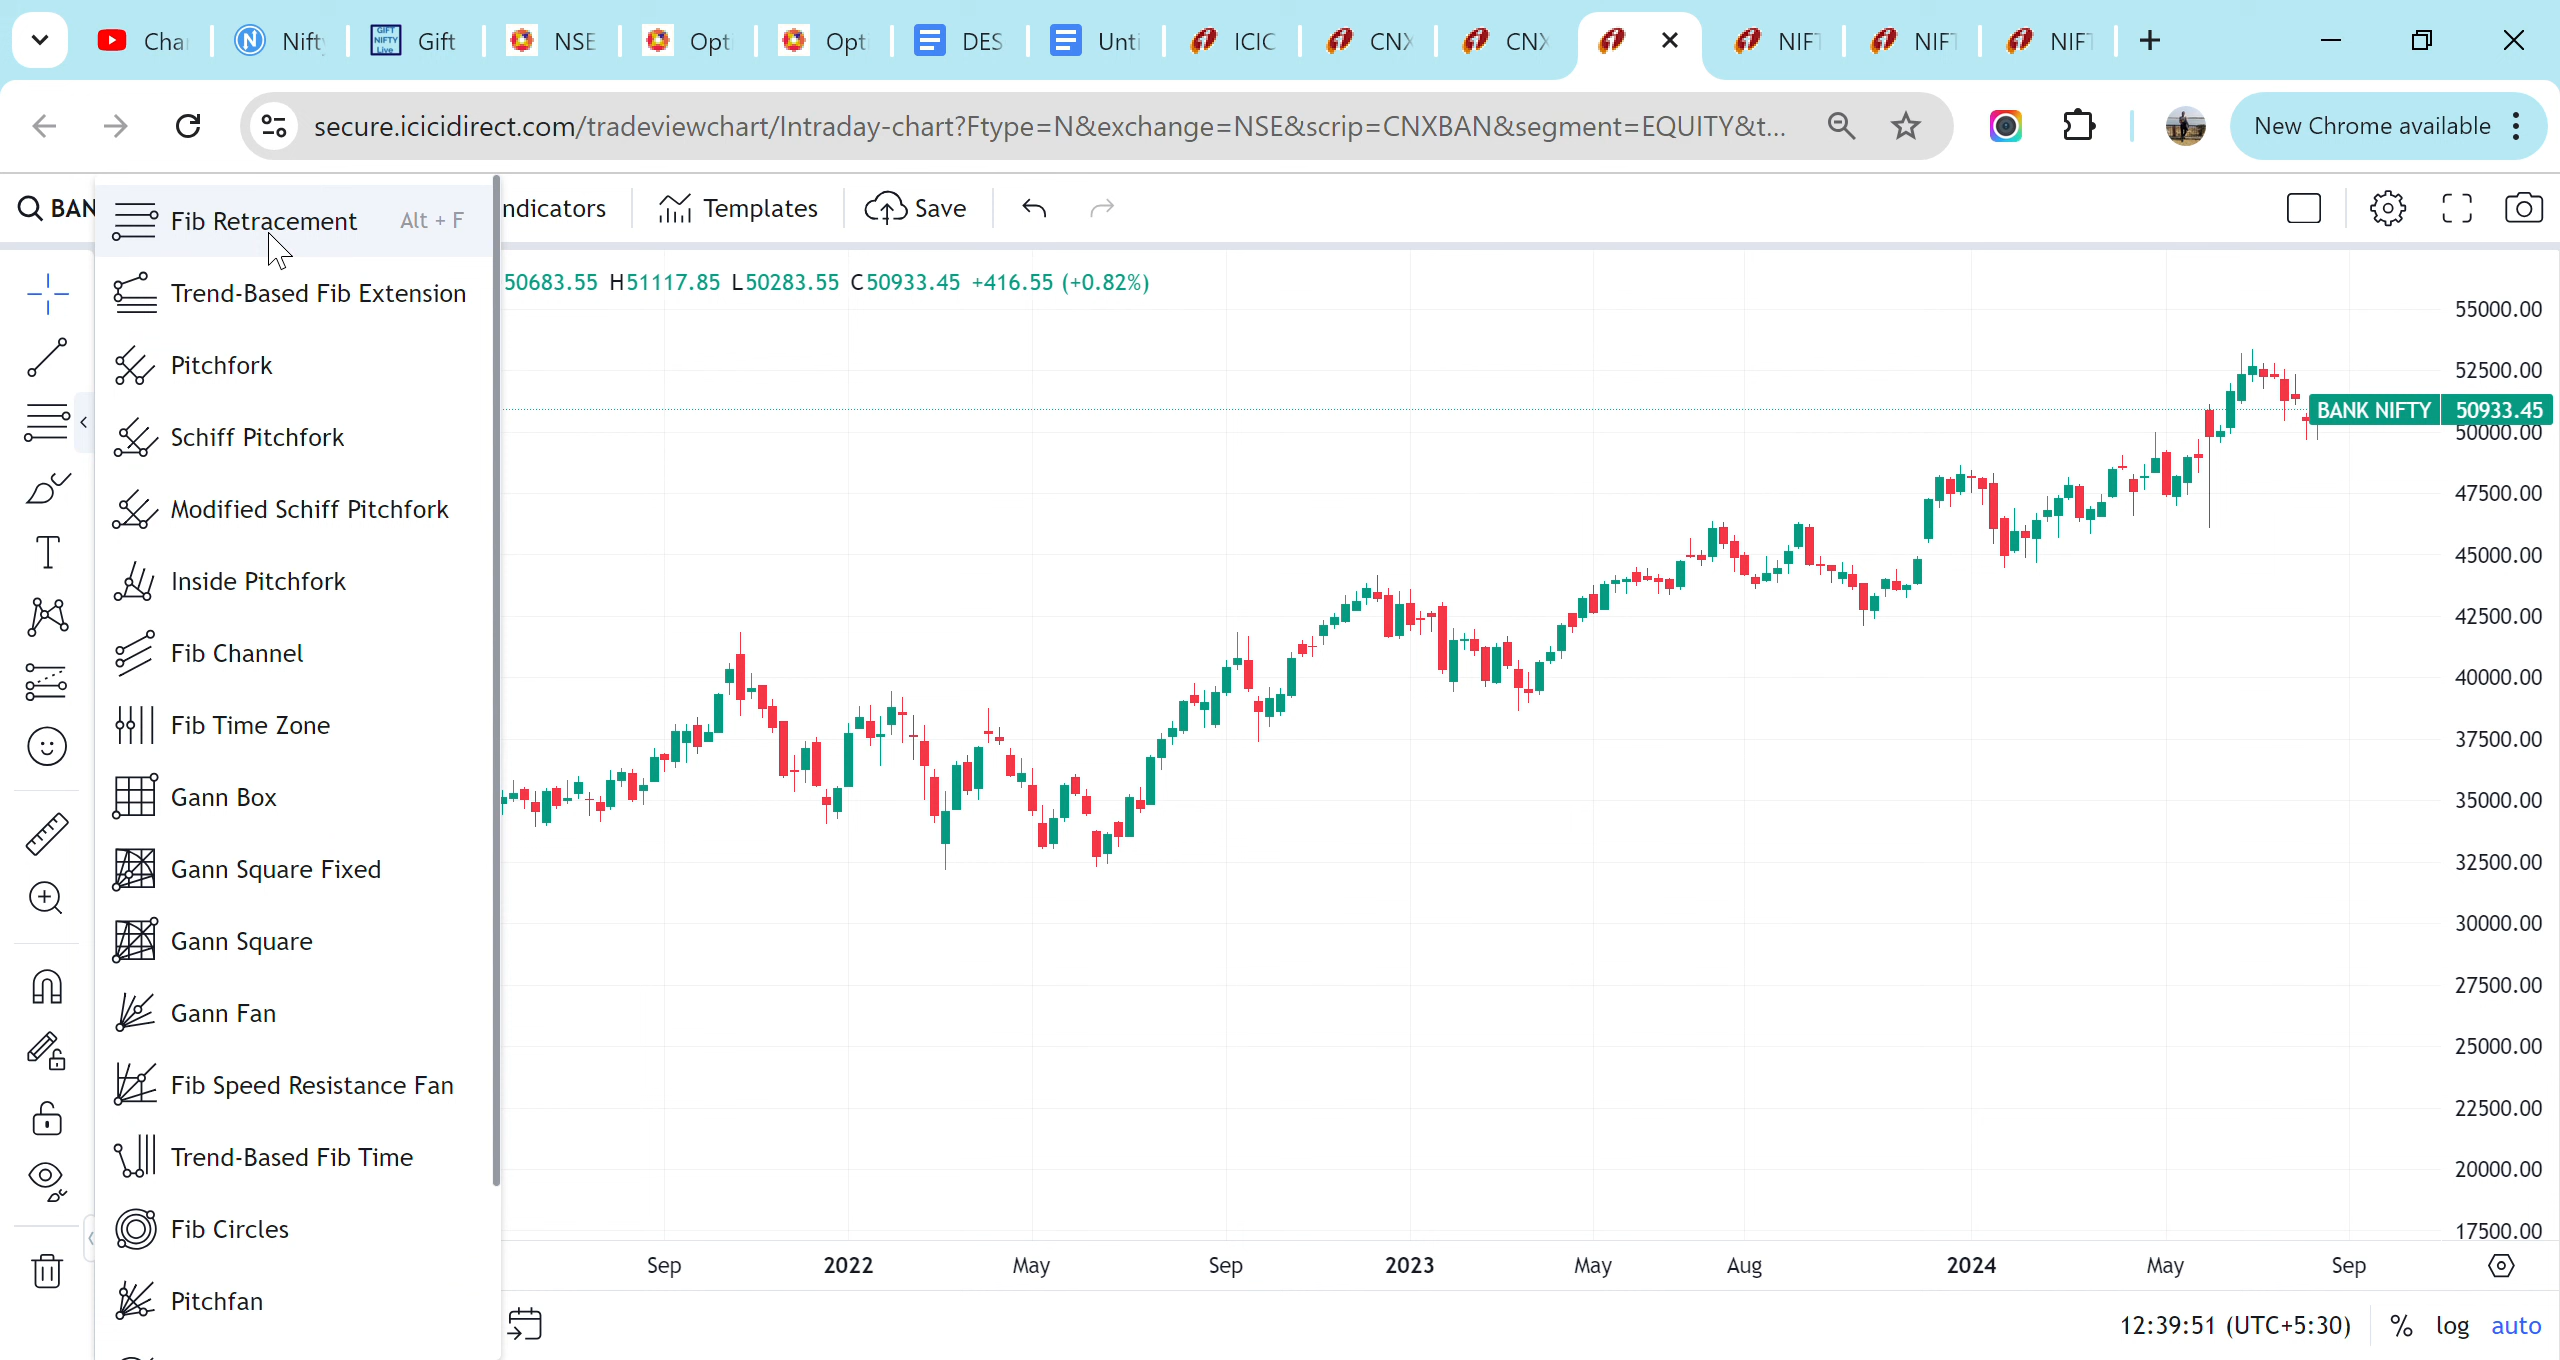 Cha
Nift
GIFT NIFTY Live
Gift
NSE
Opt
Opt
DES
Unti
ICIC
CNX
CNX
NIFT
NIFT
NIFT
secure.icicidirect.com/tradeviewchart/Intraday-chart?Ftype=N&exchange=NSE&scrip=CNXBAN&segment=EQUITY&t...
New Chrome available
BAN
ndicators
Templates
Save
Fib Retracement Alt + F
50683.55 H51117.85 L50283.55 C50933.45 +416.55 (+0.82%)
Trend-Based Fib Extension
Pitchfork
Schiff Pitchfork
Modified Schiff Pitchfork
Inside Pitchfork
Fib Channel
Fib Time Zone
Gann Box
Gann Square Fixed
Gann Square
Gann Fan
Fib Speed Resistance Fan
Trend-Based Fib Time
Fib Circles
Pitchfan
55000.00
52500.00
BANK NIFTY 50933.45
50000.00
47500.00
45000.00
42500.00
40000.00
37500.00
35000.00
32500.00
30000.00
27500.00
25000.00
22500.00
20000.00
17500.00
Sep 2022 May Sep 2023 May Aug 2024 May Sep
12:39:51 (UTC+5:30) % log auto